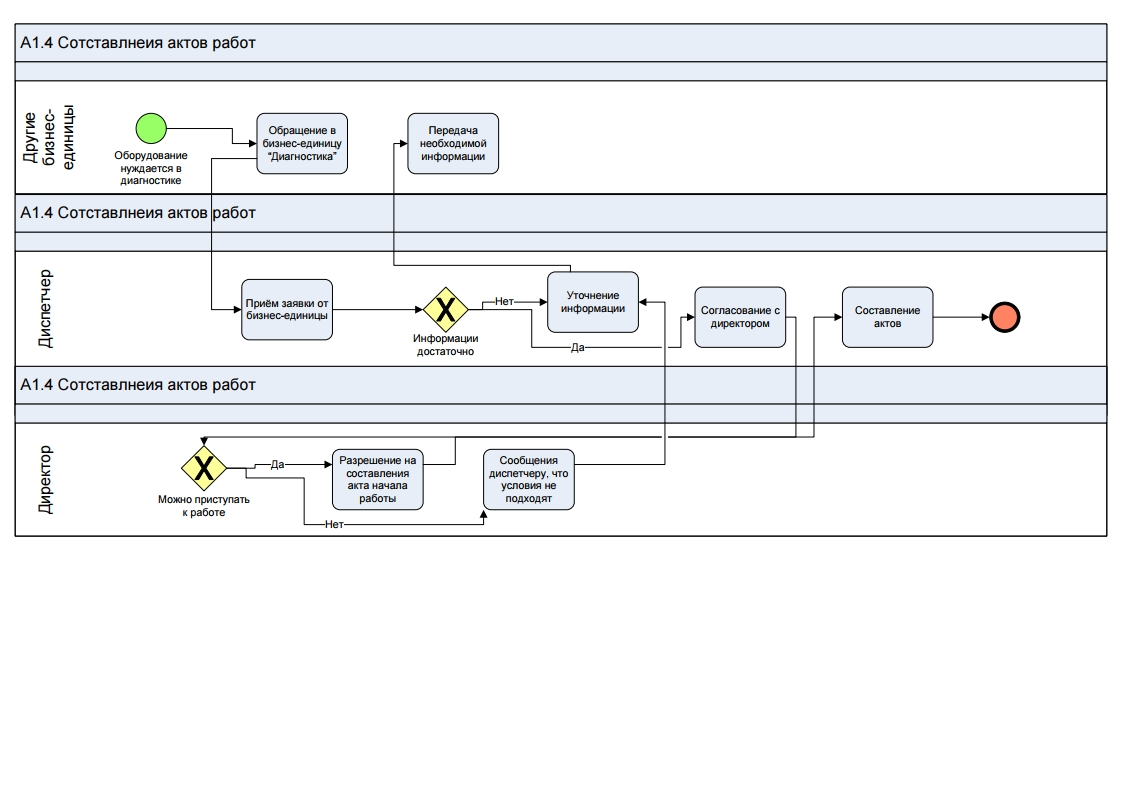 А1.4 Сотставлнеия актов работ
Другие
бизнес-
единицы
Оборудование
нуждается в
диагностике
Обращение в
бизнес-единицу
“Диагностика”
Передача
необходимой
информации
А1.4 Сотставлнеия актов работ
Диспетчер
Приём заявки от
бизнес-единицы
Информации
достаточно
Нет
Да
Уточнение
информации
Согласование с
директором
Составление
актов
А1.4 Сотставлнеия актов работ
Директор
Можно приступать
к работе
Да
Нет
Разрешение на
составления
акта начала
работы
Сообщения
диспетчеру, что
условия не
подходят